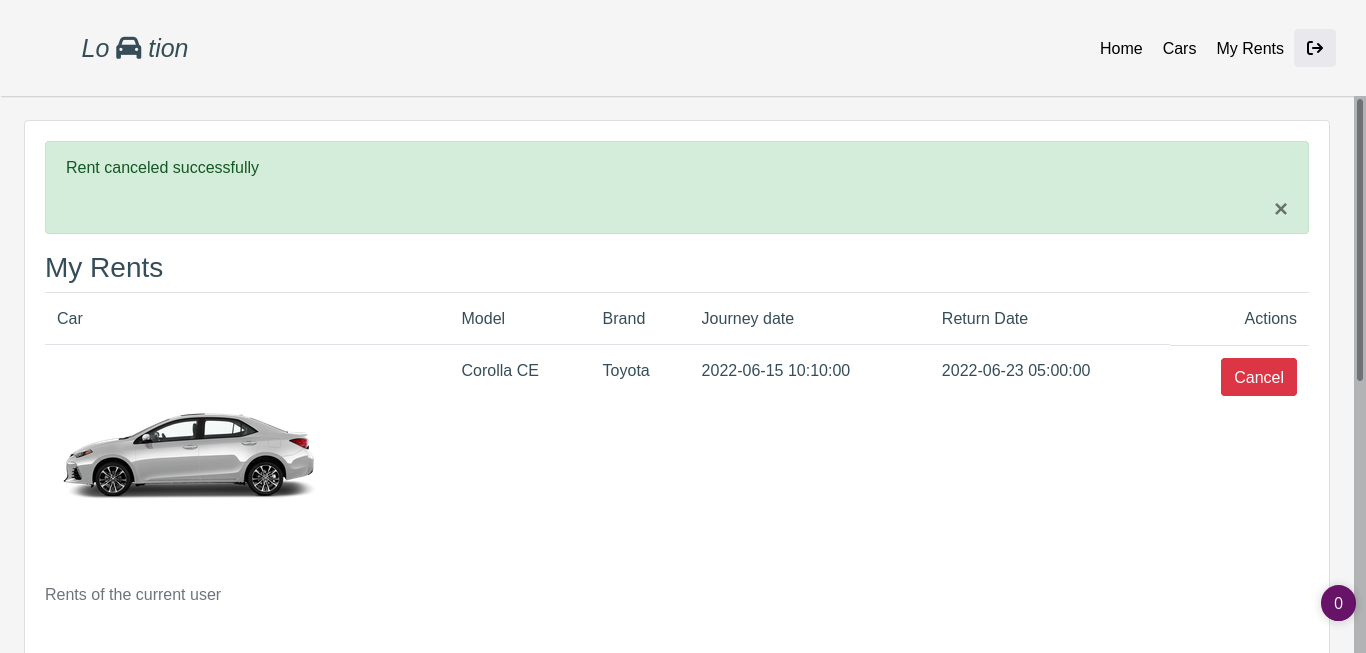 Lo tion
Home Cars My Rents
Rent canceled successfully
×
My Rents
Car Model Brand Journey date Return Date Actions
Corolla CE Toyota 2022-06-15 10:10:00 2022-06-23 05:00:00 Cancel
Rents of the current user
0